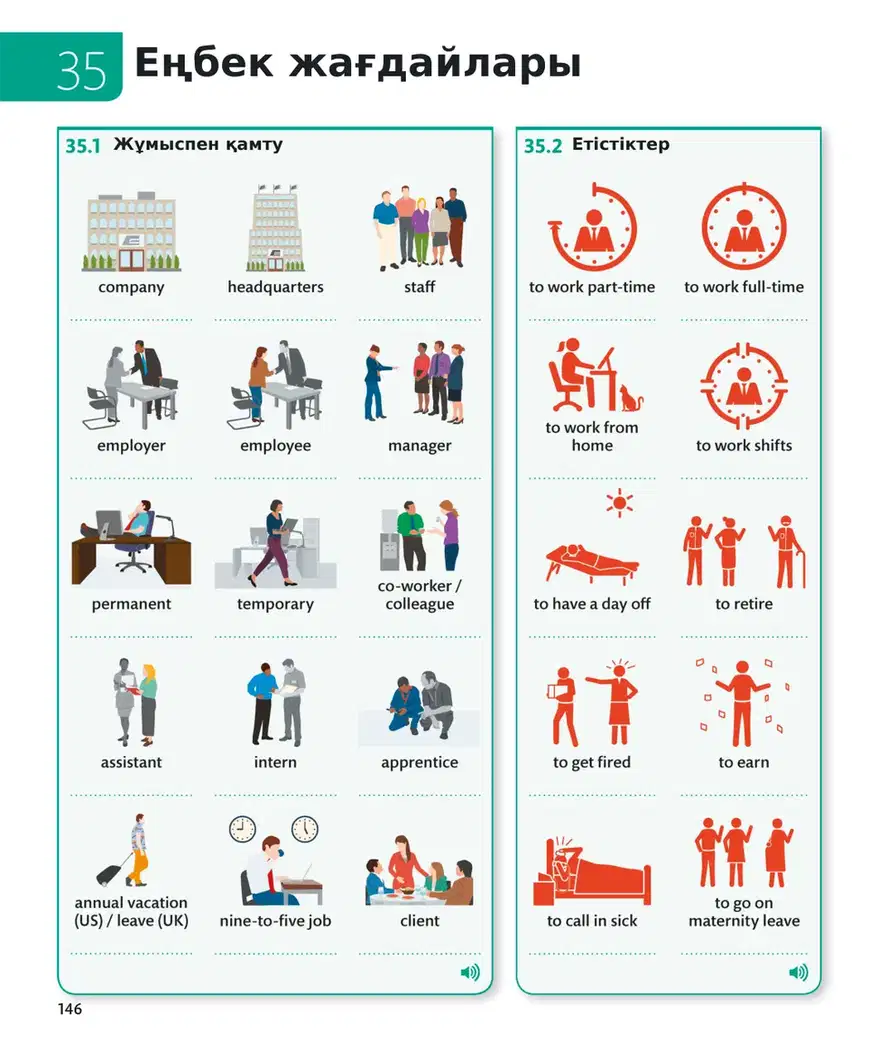 35 Еңбек жағдайлары
35.1 Жұмыспен қамту
company headquarters staff
employer employee manager
permanent temporary co-worker / colleague
assistant intern apprentice
annual vacation (US) / leave (UK) nine-to-five job client
35.2 Етістіктер
to work part-time to work full-time
to work from home to work shifts
to have a day off to retire
to get fired to earn
to call in sick to go on maternity leave
146